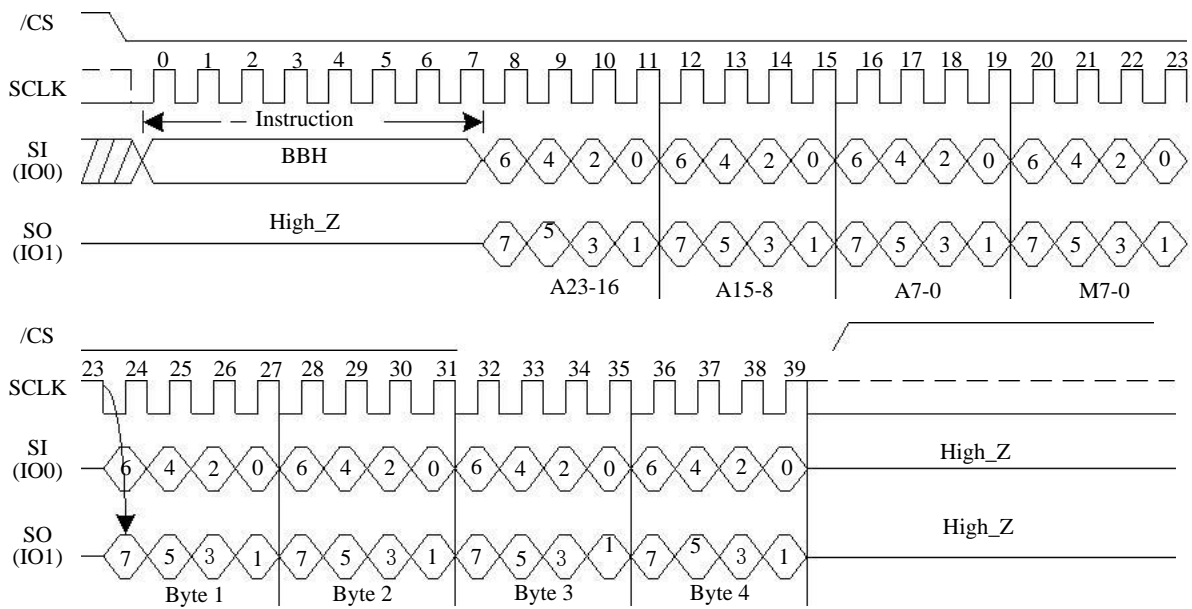 /CS
0 1 2 3 4 5 6 7 8 9 10 11 12 13 14 15 16 17 18 19 20 21 22 23
SCLK
Instruction
SI
(IO0)
BBH
6 4 2 0 6 4 2 0 6 4 2 0 6 4 2 0
SO
(IO1)
High_Z
7 5 3 1 7 5 3 1 7 5 3 1 7 5 3 1
A23-16 A15-8 A7-0 M7-0
/CS
23 24 25 26 27 28 29 30 31 32 33 34 35 36 37 38 39
SCLK
SI
(IO0)
6 4 2 0 6 4 2 0 6 4 2 0 6 4 2 0
High_Z
SO
(IO1)
7 5 3 1 7 5 3 1 7 5 3 1 7 5 3 1
High_Z
Byte 1 Byte 2 Byte 3 Byte 4